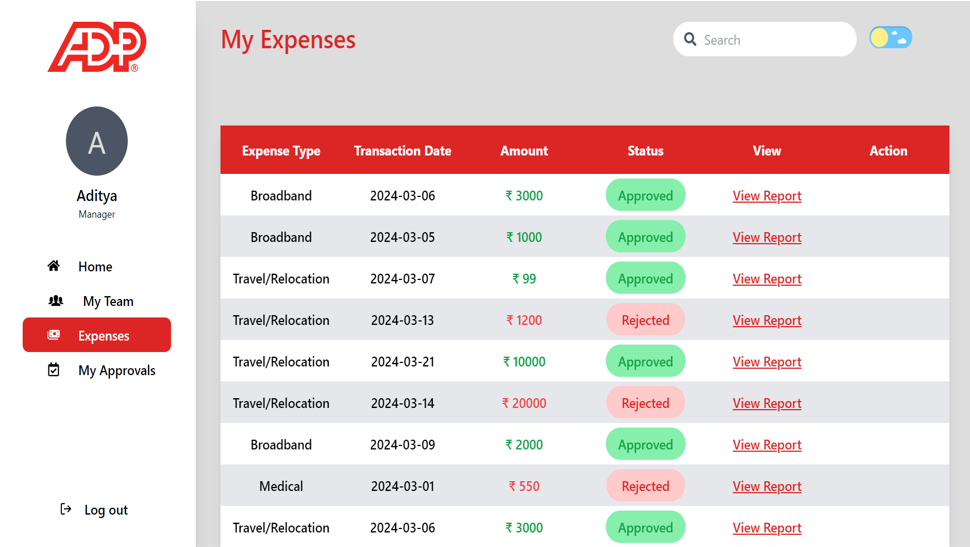 ADP®
My Expenses
Search
A
Aditya
Manager
Home
My Team
Expenses
My Approvals
Log out
Expense Type Transaction Date Amount Status View Action
Broadband 2024-03-06 ₹ 3000 Approved View Report
Broadband 2024-03-05 ₹ 1000 Approved View Report
Travel/Relocation 2024-03-07 ₹ 99 Approved View Report
Travel/Relocation 2024-03-13 ₹ 1200 Rejected View Report
Travel/Relocation 2024-03-21 ₹ 10000 Approved View Report
Travel/Relocation 2024-03-14 ₹ 20000 Rejected View Report
Broadband 2024-03-09 ₹ 2000 Approved View Report
Medical 2024-03-01 ₹ 550 Rejected View Report
Travel/Relocation 2024-03-06 ₹ 3000 Approved View Report